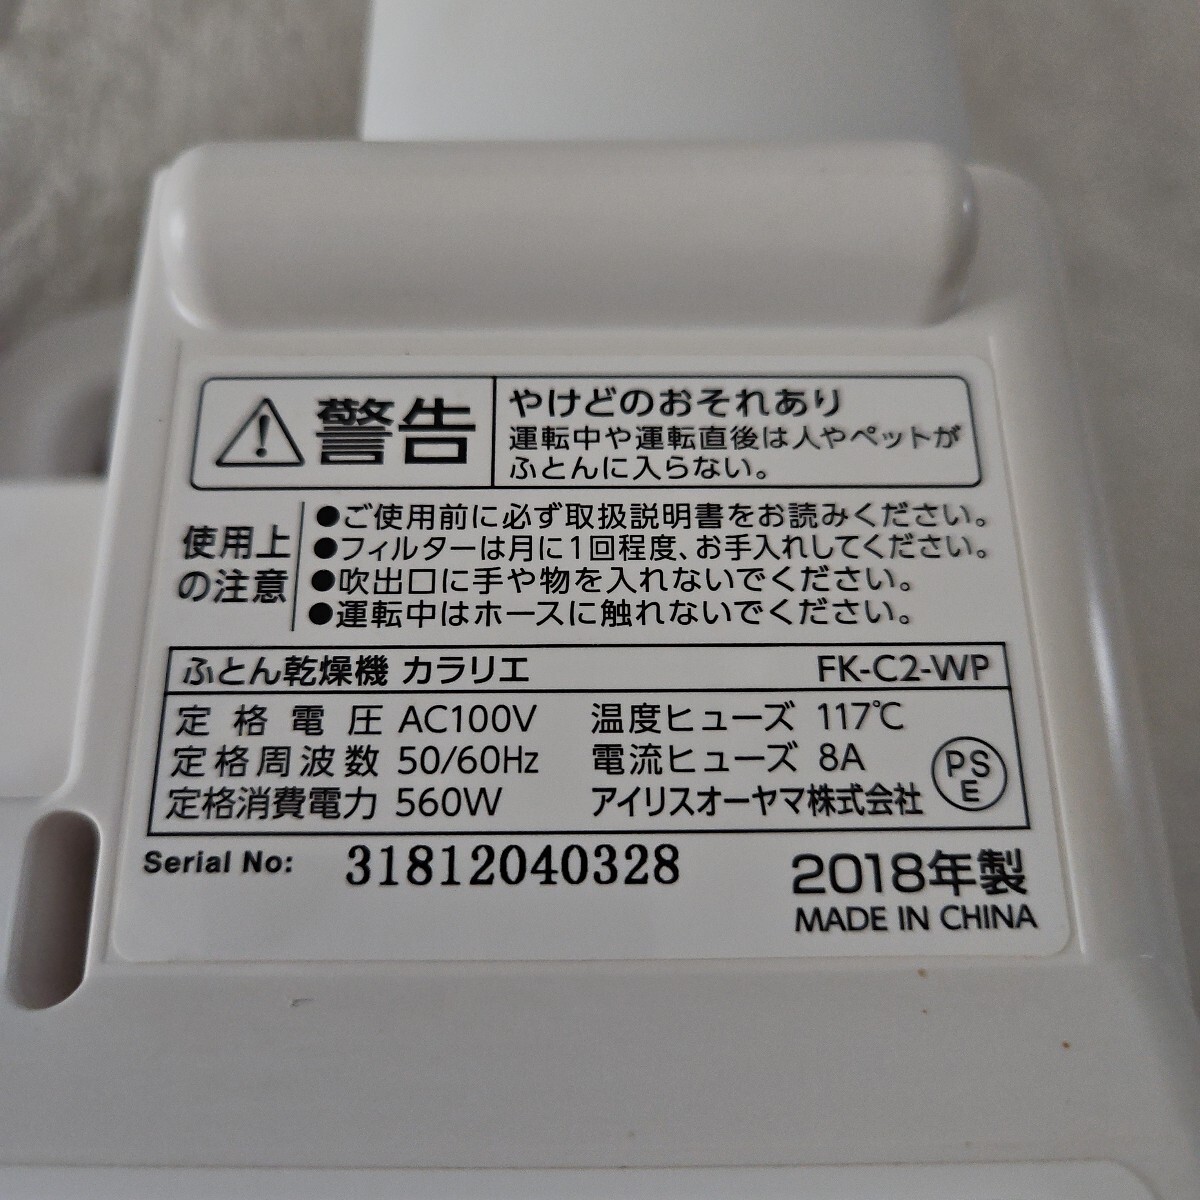 警告
やけどのおそれあり
運転中や運転直後は人やペットが
ふとんに入らない。
使用上
の注意
●ご使用前に必ず取扱説明書をお読みください。
●フィルターは月に1回程度、お手入れしてください。
●吹出口に手や物を入れないでください。
●運転中はホースに触れないでください。
ふとん乾燥機 カラリエ FK-C2-WP
定格電圧 AC100V 温度ヒューズ 117℃
定格周波数 50/60Hz 電流ヒューズ 8A
定格消費電力 560W アイリスオーヤマ株式会社
PS
E
Serial No: 31812040328
2018年製
MADE IN CHINA